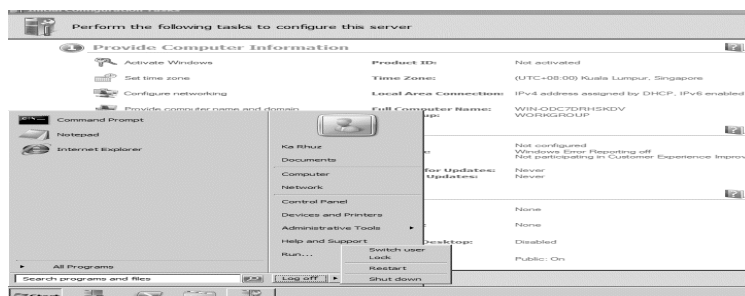 Perform the following tasks to configure this server
Provide Computer Information
Activate Windows
Product ID:
Not activated
Set time zone
Time Zone:
(UTC+08:00) Kuala Lumpur, Singapore
Configure networking
Local Area Connection:
IPv4 address assigned by DHCP, IPv6 enabled
Provide computer name and domain
Full Computer Name:
WIN-ODC7DRHSKDV
WORKGROUP
Not configured
Windows Error Reporting off
Not participating in Customer Experience Improv
for Updates:
Never
Updates:
Never
None
None
Desktop:
Disabled
Public: On
Command Prompt
Notepad
Internet Explorer
All Programs
Search programs and files
Ka Rhuz
Documents
Computer
Network
Control Panel
Devices and Printers
Administrative Tools
Help and Support
Run...
Log off
Switch user
Lock
Restart
Shut down